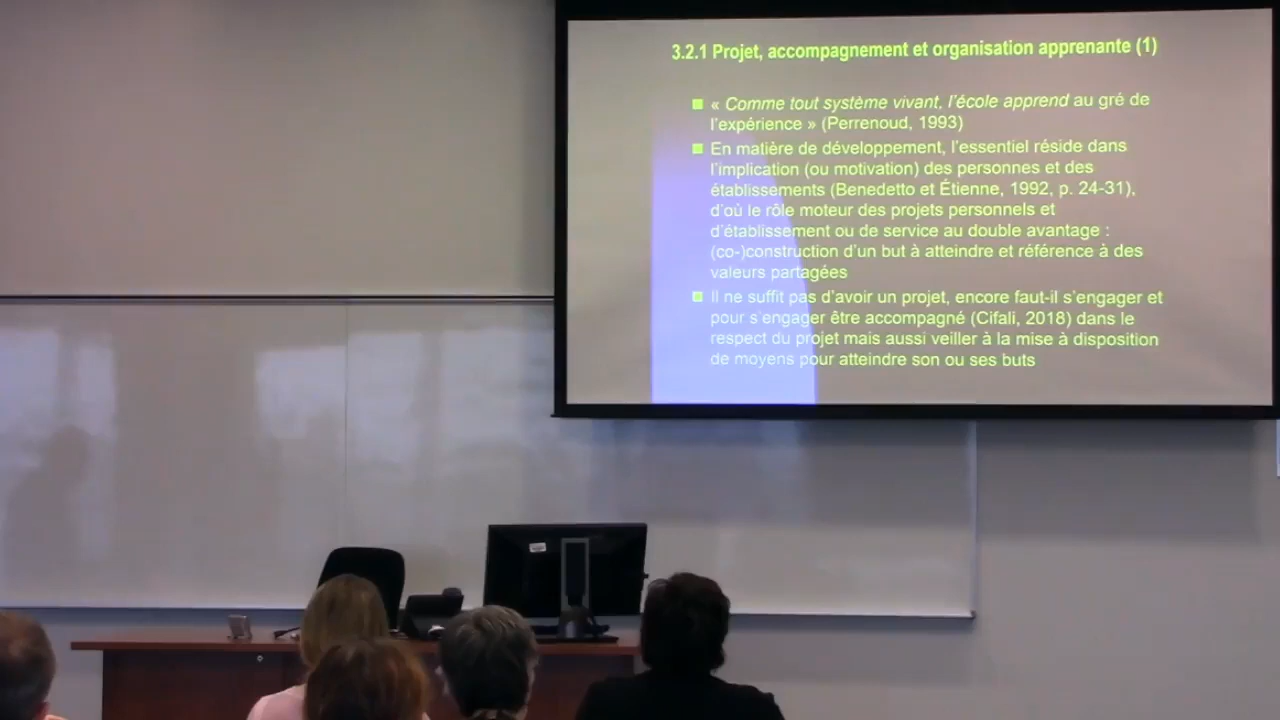 3.2.1 Projet, accompagnement et organisation apprenante (1)
« Comme tout système vivant, l'école apprend au gré de
l'expérience » (Perrenoud, 1993)
En matière de développement, l'essentiel réside dans
l'implication (ou motivation) des personnes et des
établissements (Benedetto et Étienne, 1992, p. 24-31),
d'où le rôle moteur des projets personnels et
d'établissement ou de service au double avantage :
(co-)construction d'un but à atteindre et référence à des
valeurs partagées
Il ne suffit pas d'avoir un projet, encore faut-il s'engager et
pour s'engager être accompagné (Cifali, 2018) dans le
respect du projet mais aussi veiller à la mise à disposition
de moyens pour atteindre son ou ses buts